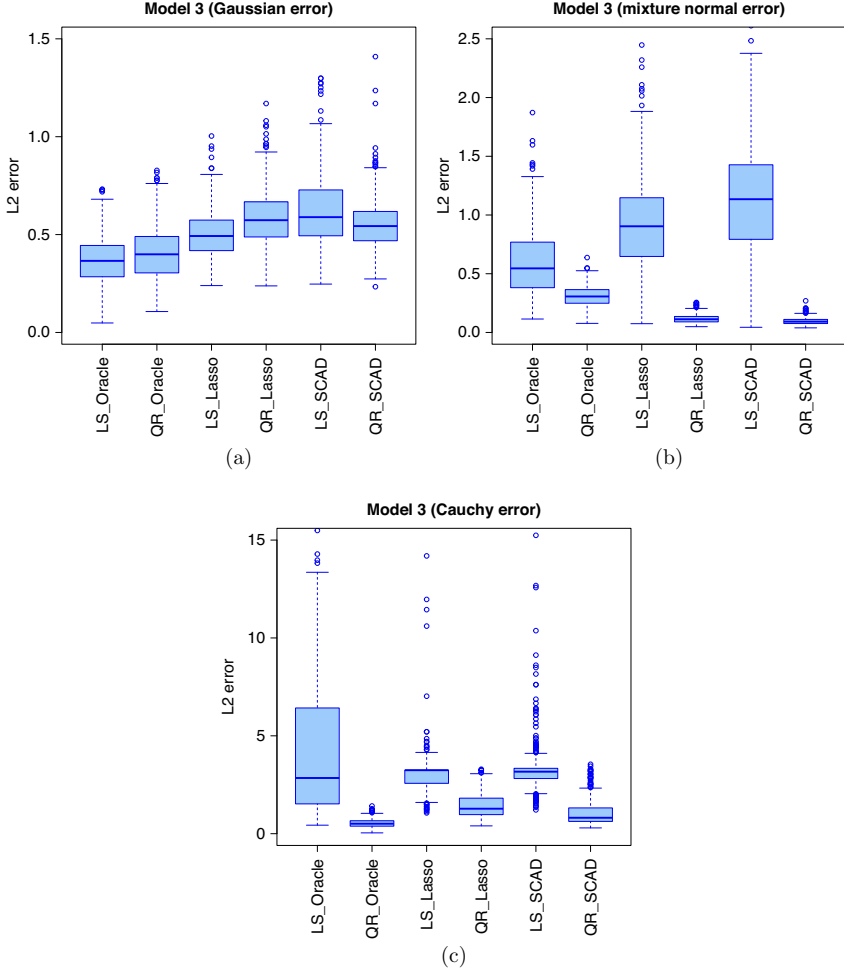 Model 3 (Gaussian error)
L2 error
1.5
1.0
0.5
0.0
LS_Oracle
QR_Oracle
LS_Lasso
QR_Lasso
LS_SCAD
QR_SCAD
(a)
Model 3 (mixture normal error)
L2 error
2.5
2.0
1.5
1.0
0.5
0.0
LS_Oracle
QR_Oracle
LS_Lasso
QR_Lasso
LS_SCAD
QR_SCAD
(b)
Model 3 (Cauchy error)
L2 error
15
10
5
0
LS_Oracle
QR_Oracle
LS_Lasso
QR_Lasso
LS_SCAD
QR_SCAD
(c)